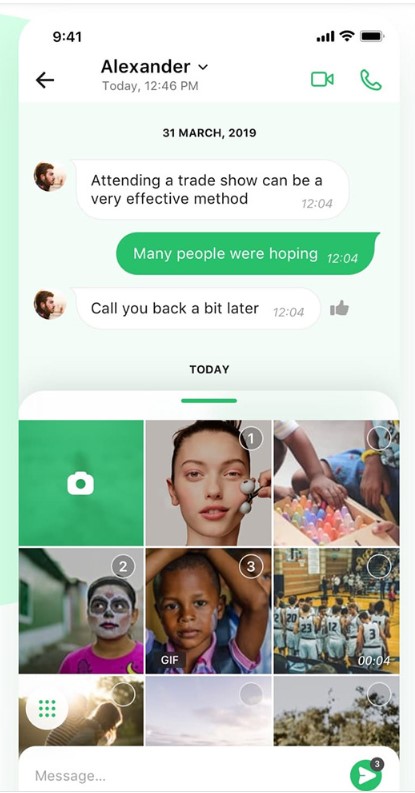 9:41
Alexander
Today, 12:46 PM
31 MARCH, 2019
Attending a trade show can be a
very effective method 12:04
Many people were hoping 12:04
Call you back a bit later 12:04
TODAY
1
2
3
GIF
00:04
Message...
3